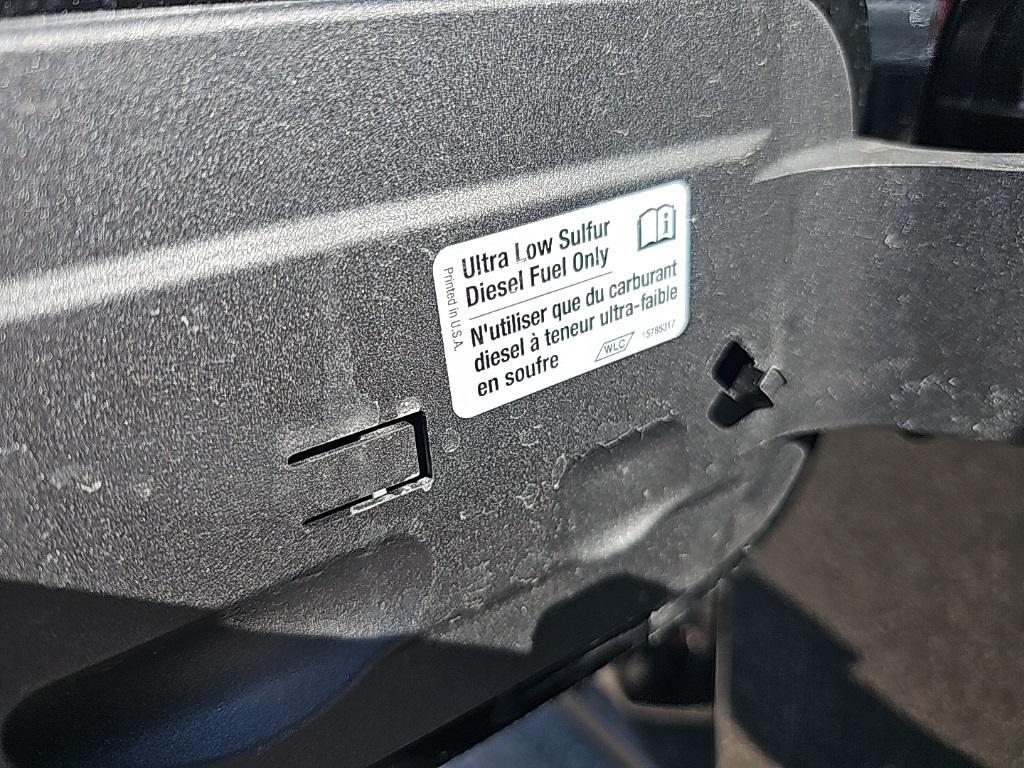 Ultra Low Sulfur
Diesel Fuel Only
N'utiliser que du carburant
diesel à teneur ultra-faible
en soufre
WLC 15785317
Printed in U.S.A.